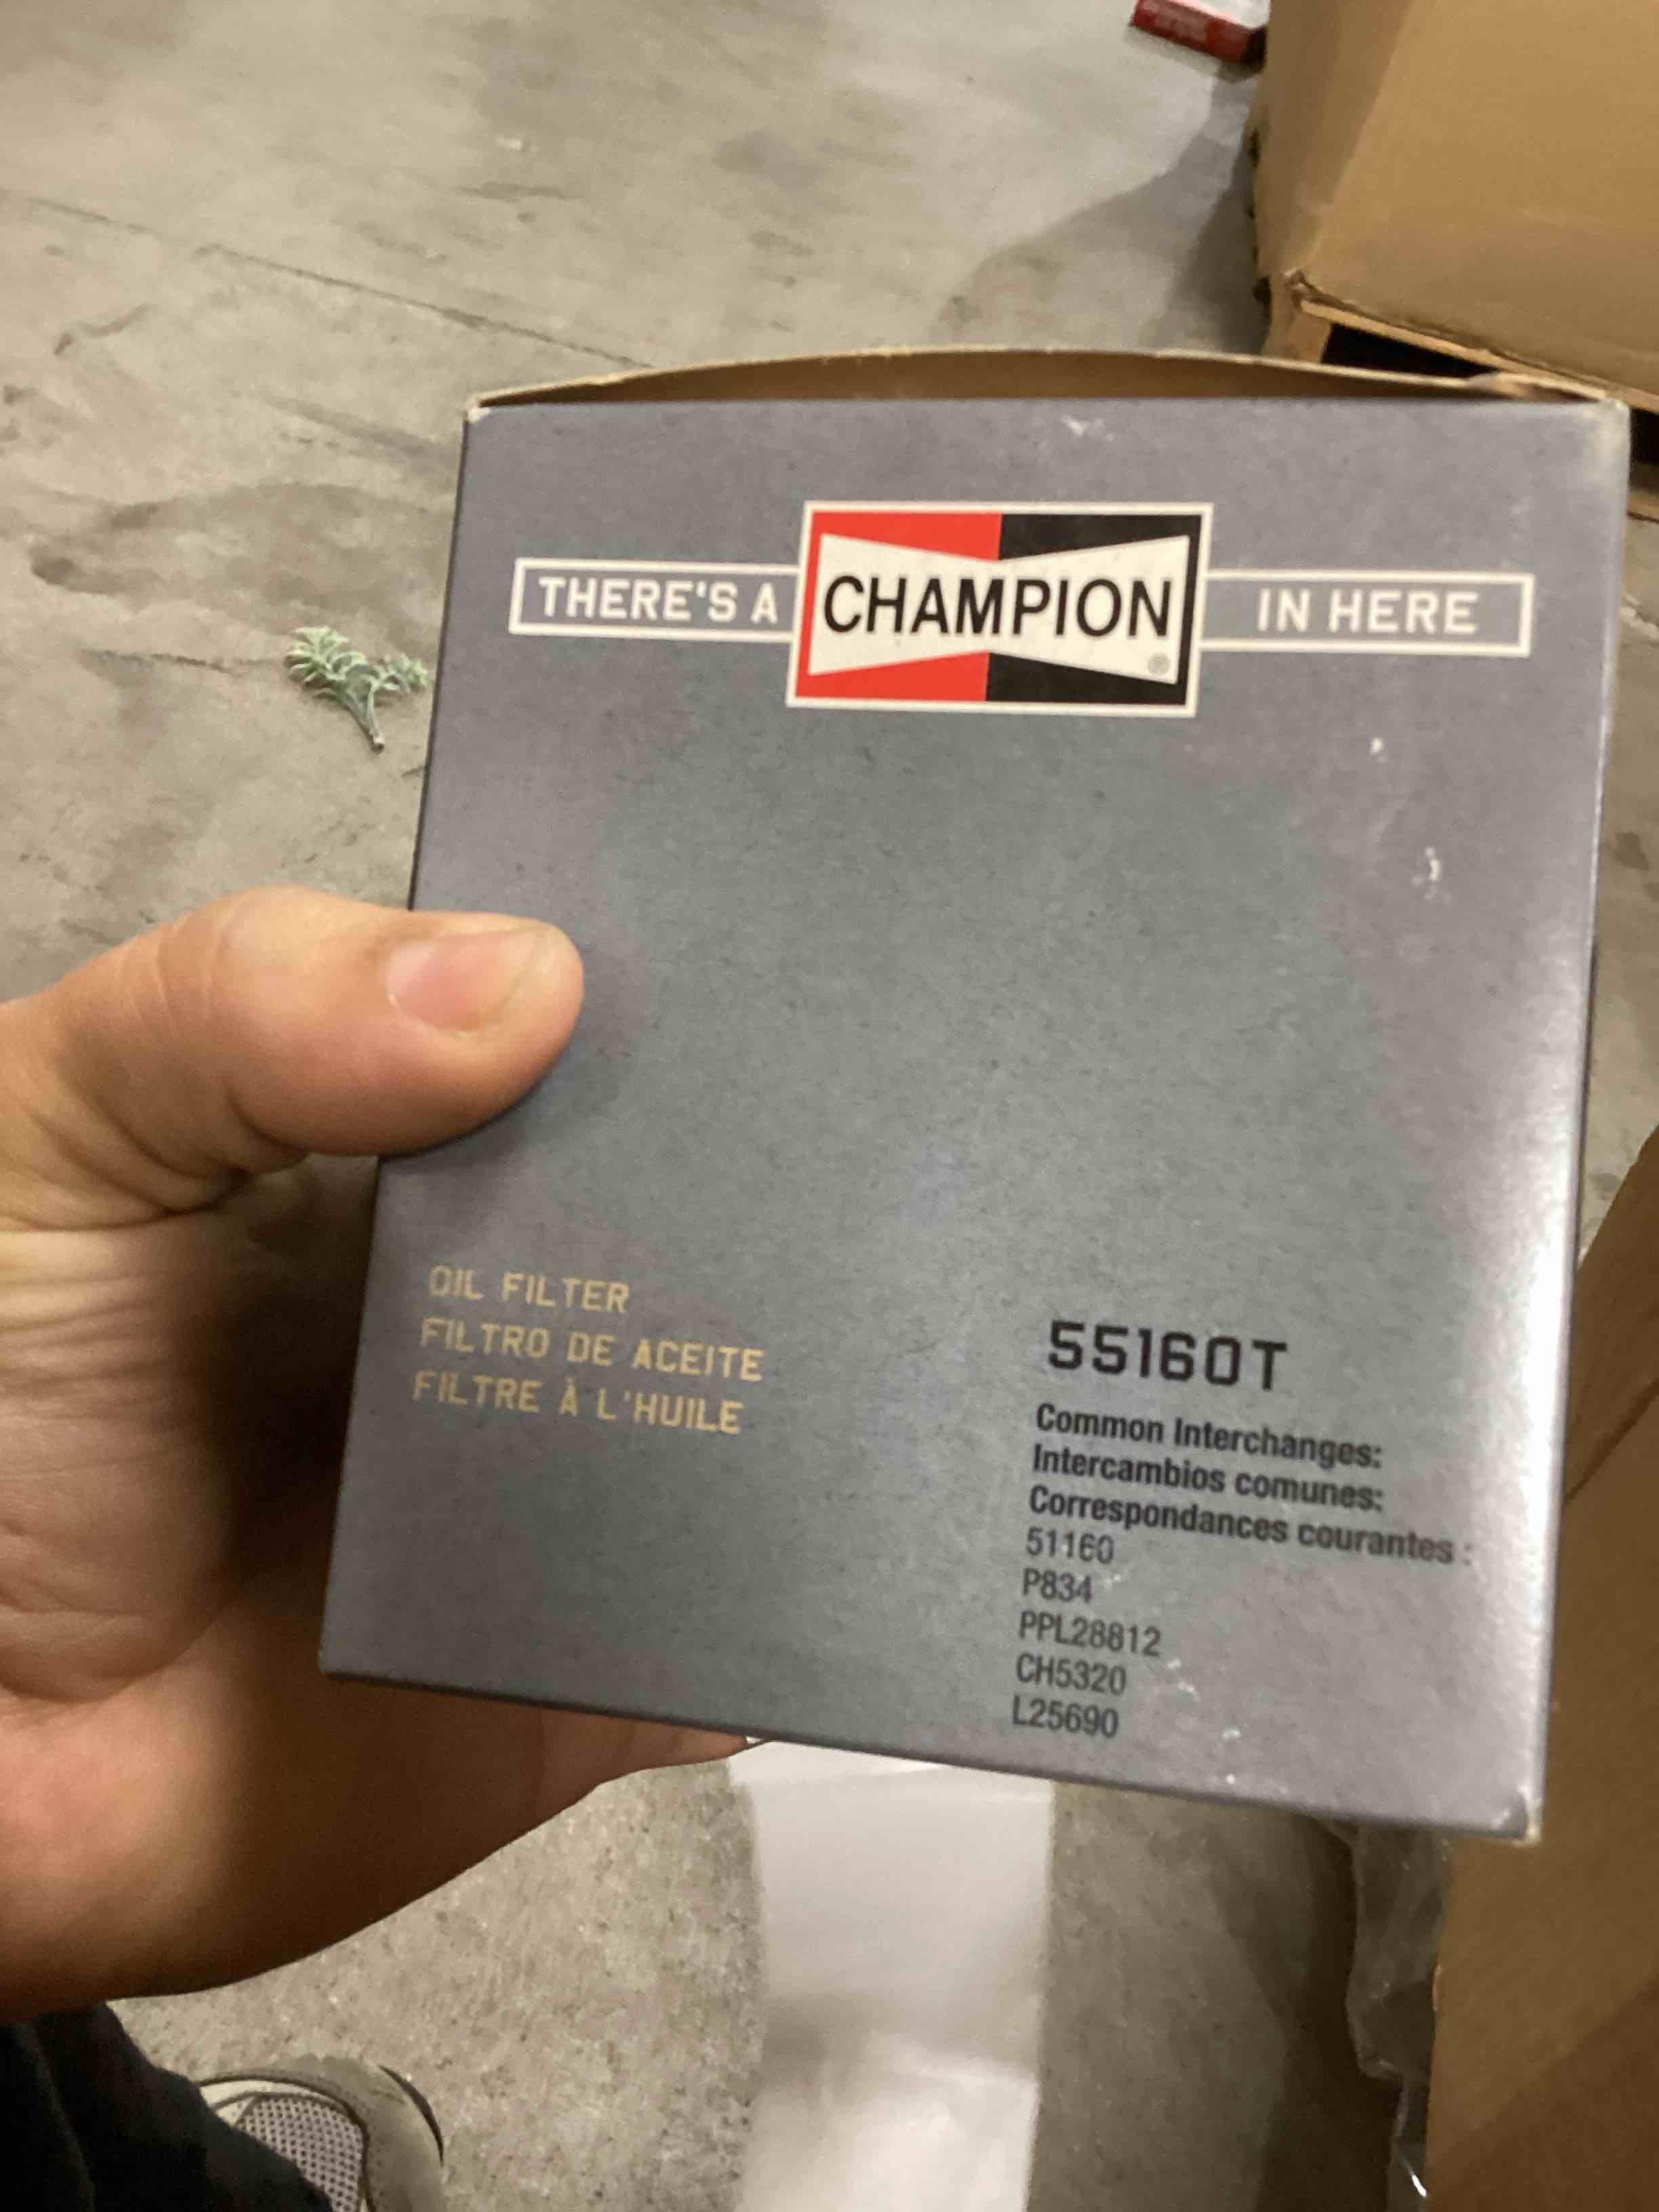 THERE'S A CHAMPION® IN HERE
OIL FILTER
FILTRO DE ACEITE
FILTRE À L'HUILE
55160T
Common Interchanges:
Intercambios comunes:
Correspondances courantes :
51160
P834
PPL28812
CH5320
L25690